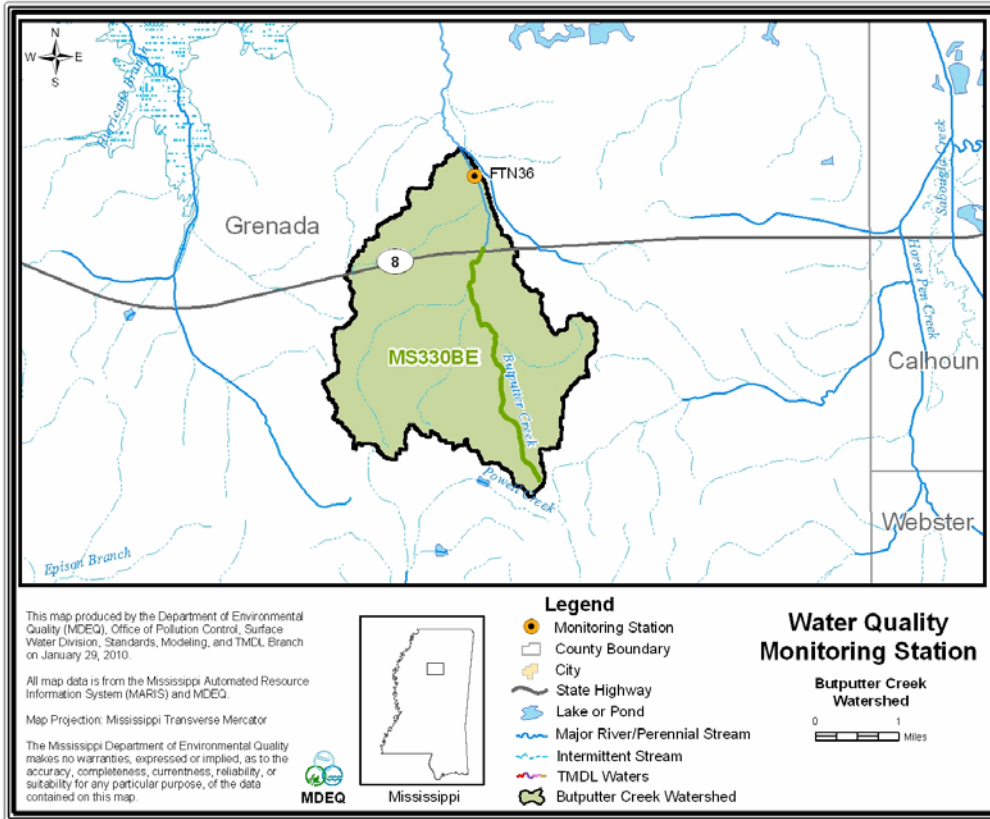 N
W E
S
Hurricane Branch
FTN36
Sabougla Creek
Grenada
8
Horse Pen Creek
MS330BE
Butputter Creek
Calhoun
Powell Creek
Webster
Epison Branch
This map produced by the Department of Environmental
Quality (MDEQ), Office of Pollution Control, Surface
Water Division, Standards, Modeling, and TMDL Branch
on January 29, 2010.
All map data is from the Mississippi Automated Resource
Information System (MARIS) and MDEQ.
Map Projection: Mississippi Transverse Mercator
The Mississippi Department of Environmental Quality
makes no warranties, expressed or implied, as to the
accuracy, completeness, currentness, reliability, or
suitability for any particular purpose, of the data
contained on this map.
MDEQ
Mississippi
Legend
Monitoring Station
County Boundary
City
State Highway
Lake or Pond
Major River/Perennial Stream
Intermittent Stream
TMDL Waters
Butputter Creek Watershed
Water Quality
Monitoring Station
Butputter Creek
Watershed
0 1
Miles